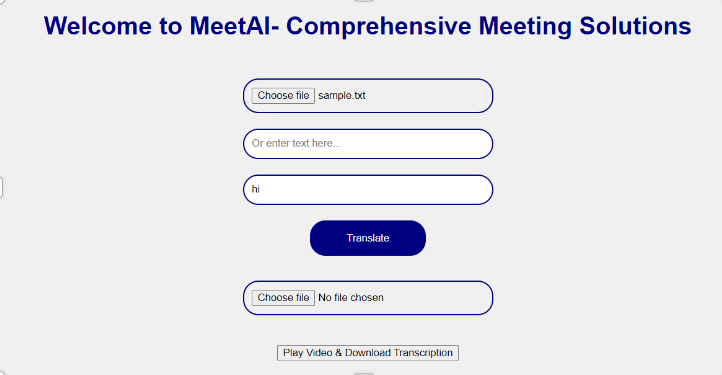 Welcome to MeetAI- Comprehensive Meeting Solutions
Choose file sample.txt
Or enter text here...
hi
Translate
Choose file No file chosen
Play Video & Download Transcription